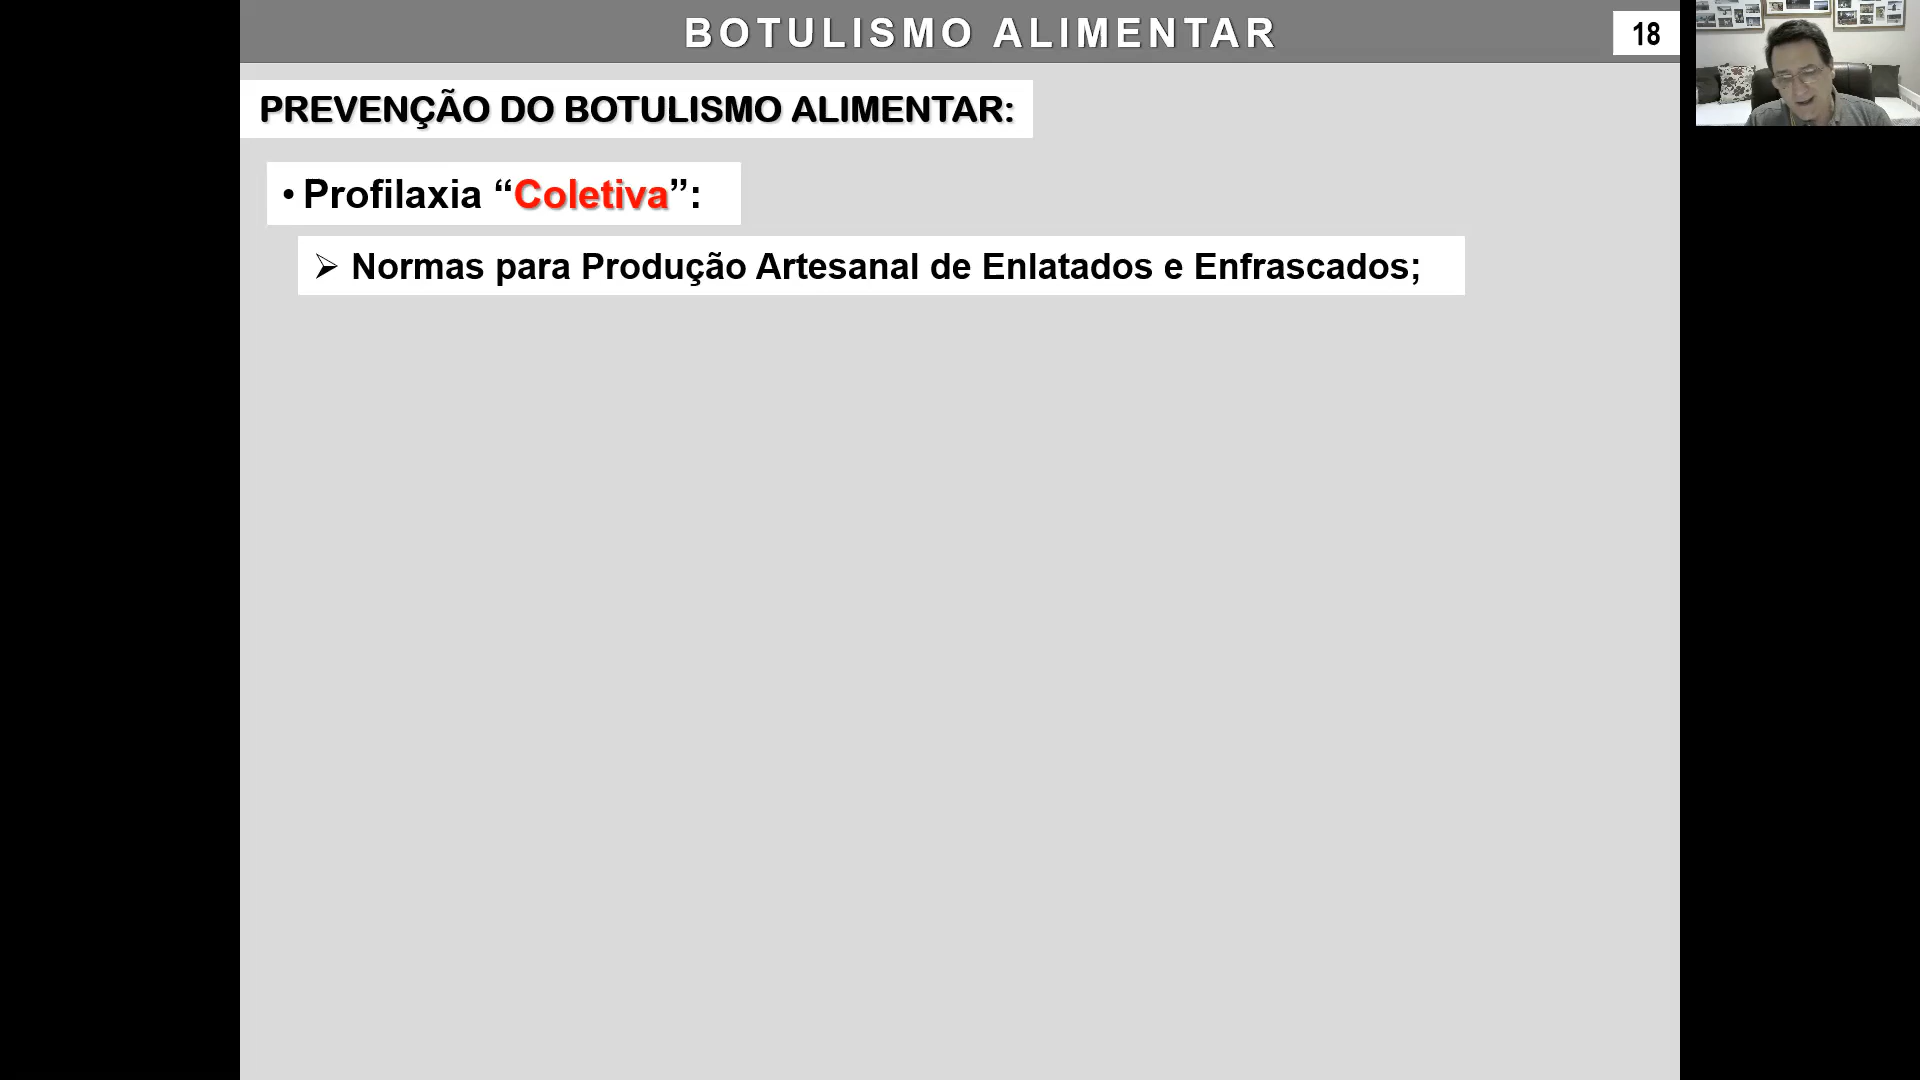 BOTULISMO ALIMENTAR
18
PREVENÇÃO DO BOTULISMO ALIMENTAR:
• Profilaxia “Coletiva”:
➢ Normas para Produção Artesanal de Enlatados e Enfrascados;